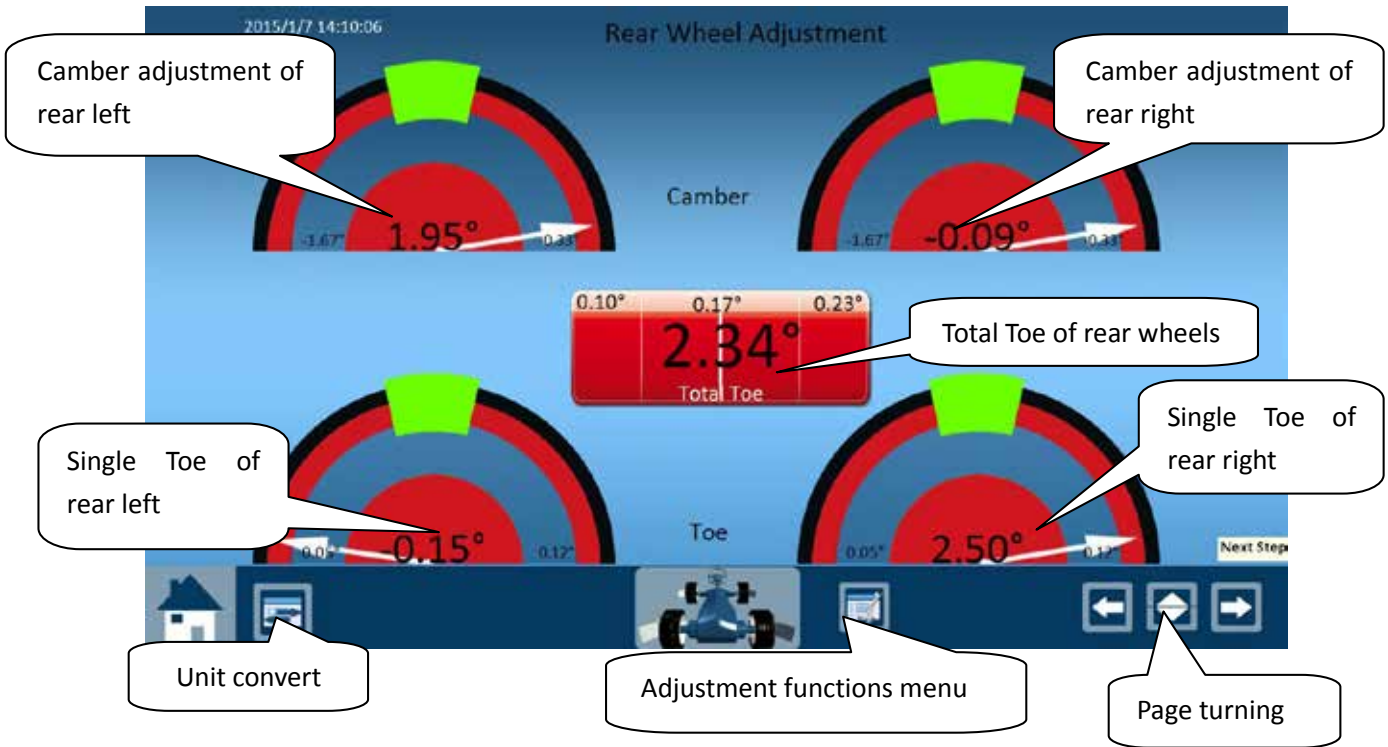 2015/1/7 14:10:06
Rear Wheel Adjustment
Camber adjustment of
rear left
Camber adjustment of
rear right
Camber
-1.67°
1.95°
-0.33°
-1.67°
-0.09°
-0.33°
0.10°
0.17°
0.23°
2.34°
Total Toe
Total Toe of rear wheels
Single Toe of
rear left
Single Toe of
rear right
Toe
-0.15°
0.12°
0.05°
2.50°
0.12°
Next Step
Unit convert
Adjustment functions menu
Page turning